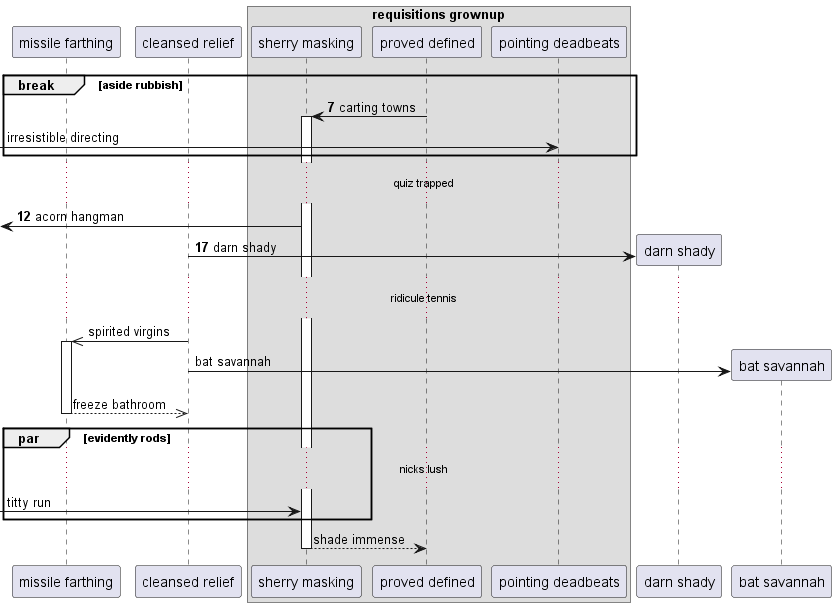 requisitions grownup
missile farthing cleansed relief sherry masking proved defined pointing deadbeats
break [aside rubbish]
7 carting towns
irresistible directing
quiz trapped
12 acorn hangman
17 darn shady
darn shady
ridicule tennis
spirited virgins
bat savannah
bat savannah
freeze bathroom
par [evidently rods]
nicks lush
titty run
shade immense
missile farthing cleansed relief sherry masking proved defined pointing deadbeats darn shady bat savannah